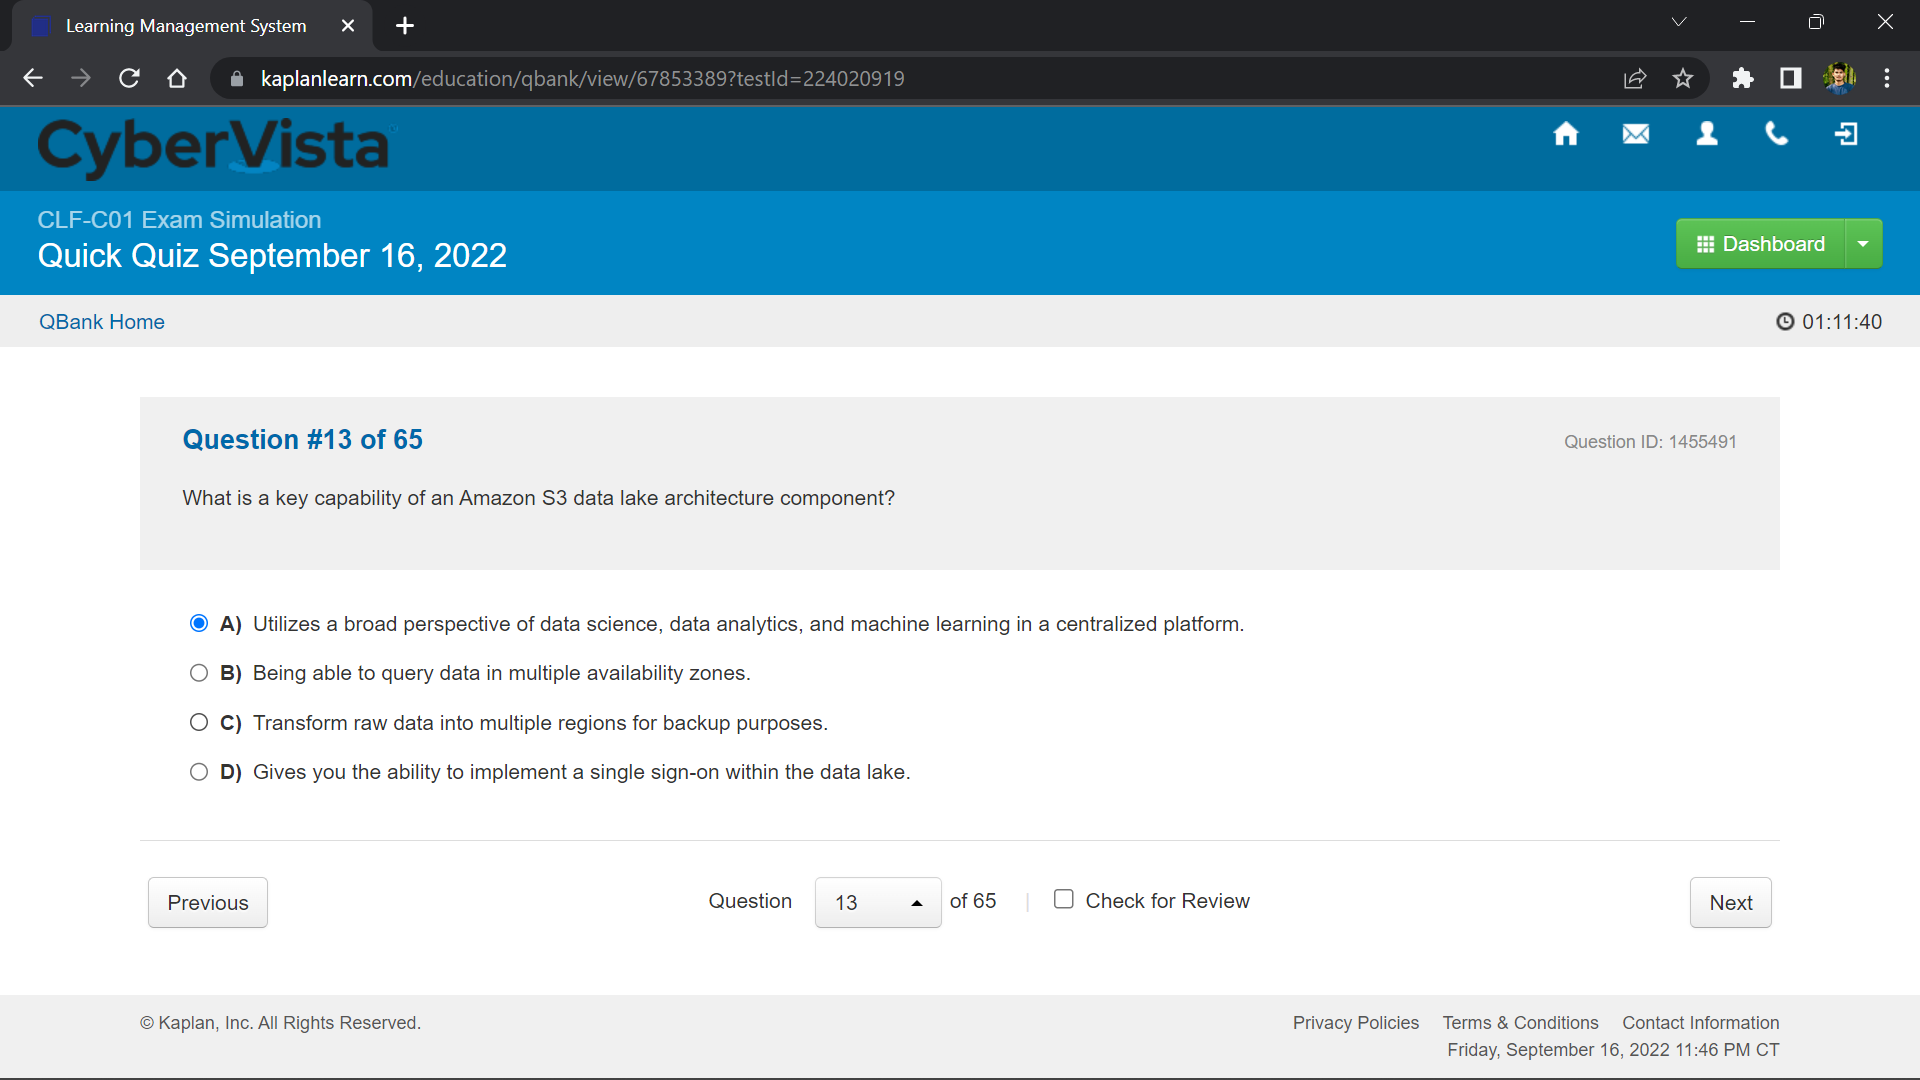 Learning Management System
kaplanlearn.com/education/qbank/view/67853389?testId=224020919
CyberVista
CLF-C01 Exam Simulation
Quick Quiz September 16, 2022
Dashboard
QBank Home
01:11:40
Question #13 of 65
Question ID: 1455491
What is a key capability of an Amazon S3 data lake architecture component?
A) Utilizes a broad perspective of data science, data analytics, and machine learning in a centralized platform.
B) Being able to query data in multiple availability zones.
C) Transform raw data into multiple regions for backup purposes.
D) Gives you the ability to implement a single sign-on within the data lake.
Previous
Question 13 of 65 | Check for Review
Next
© Kaplan, Inc. All Rights Reserved.
Privacy Policies Terms & Conditions Contact Information
Friday, September 16, 2022 11:46 PM CT